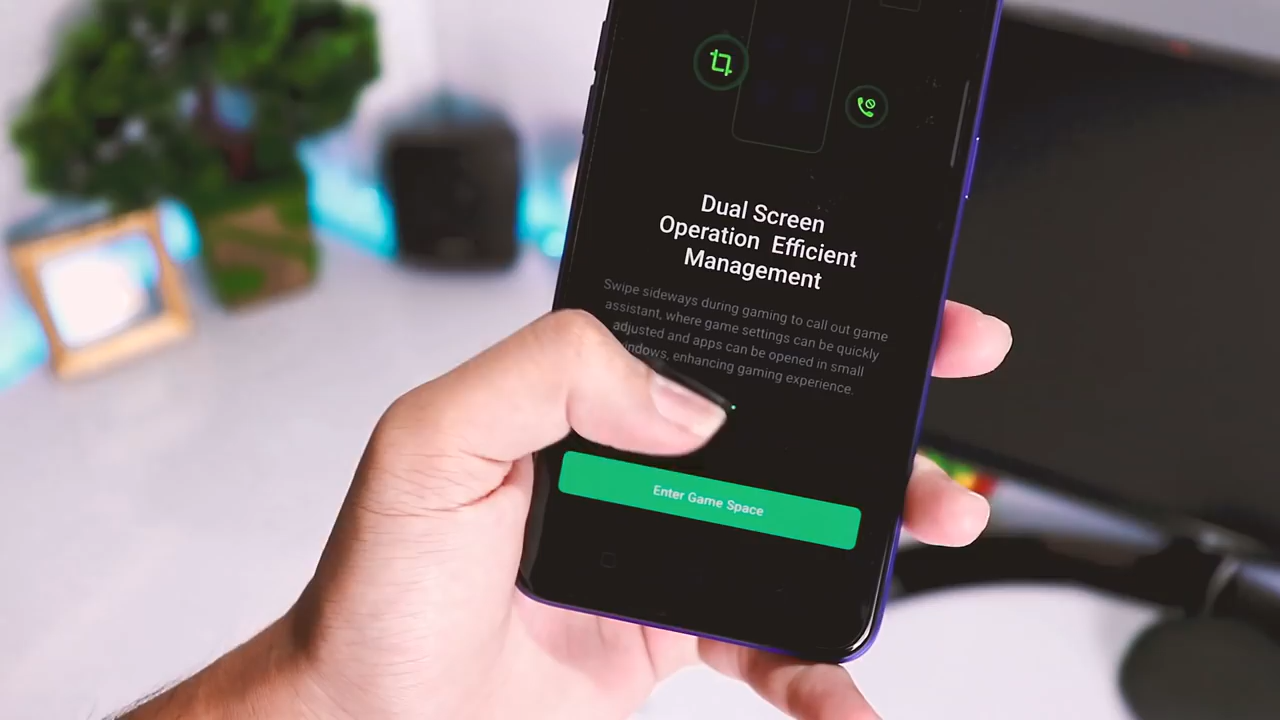 Dual Screen
Operation Efficient
Management
Swipe sideways during gaming to call out game
assistant, where game settings can be quickly
adjusted and apps can be opened in small
windows, enhancing gaming experience.
Enter Game Space